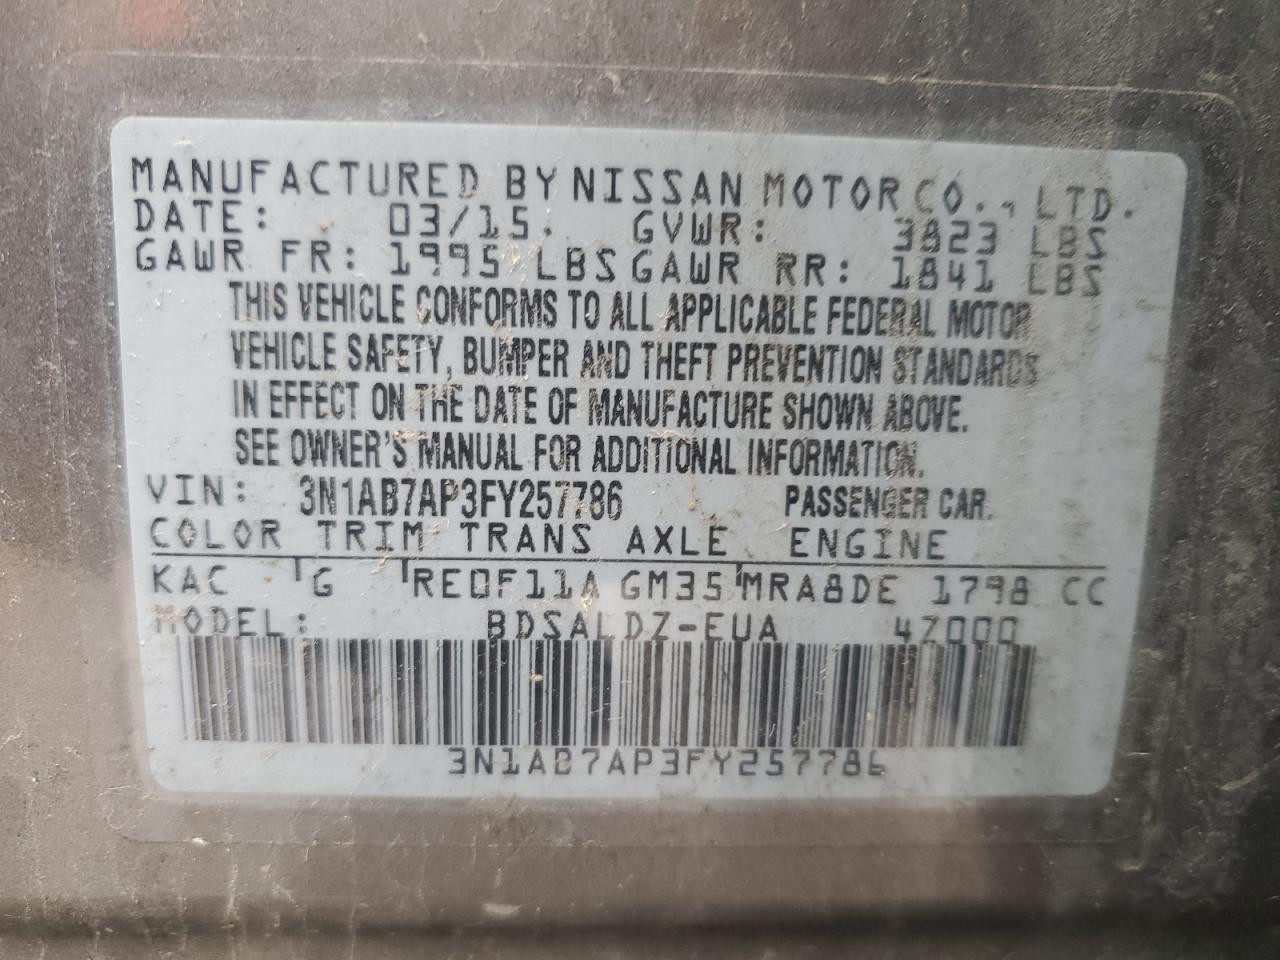 MANUFACTURED BY NISSAN MOTOR CO., LTD.
DATE: 03/15. GVWR: 3823 LBS
GAWR FR: 1995 LBS GAWR RR: 1841 LBS
THIS VEHICLE CONFORMS TO ALL APPLICABLE FEDERAL MOTOR
VEHICLE SAFETY, BUMPER AND THEFT PREVENTION STANDARDS
IN EFFECT ON THE DATE OF MANUFACTURE SHOWN ABOVE.
SEE OWNER'S MANUAL FOR ADDITIONAL INFORMATION.
VIN: 3N1AB7AP3FY257786 PASSENGER CAR.
COLOR TRIM TRANS AXLE ENGINE
KAC G RE0F11A GM35 MRA8DE 1798 CC
MODEL: BDSALDZ-EUA 4Z000
3N1AB7AP3FY257786